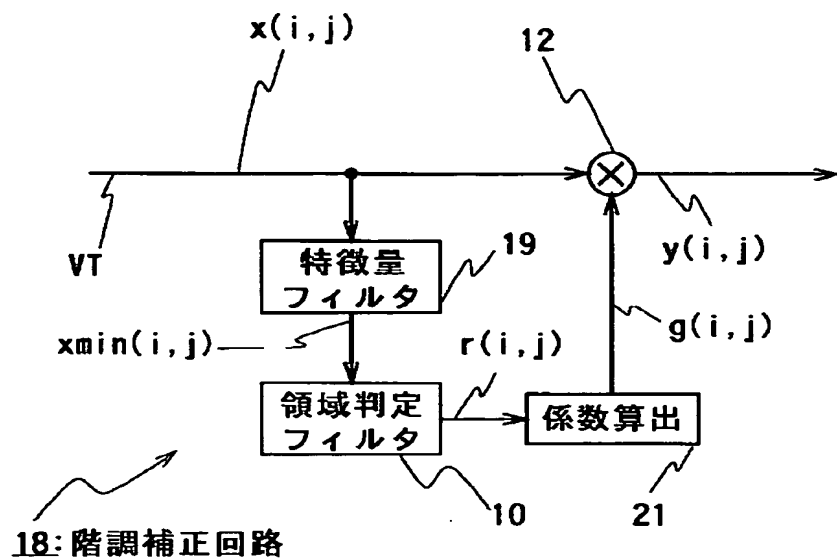 x(i,j)
12
VT
特徴量
フィルタ
19
y(i,j)
xmin(i,j)
r(i,j)
g(i,j)
領域判定
フィルタ
係数算出
10
21
18:階調補正回路